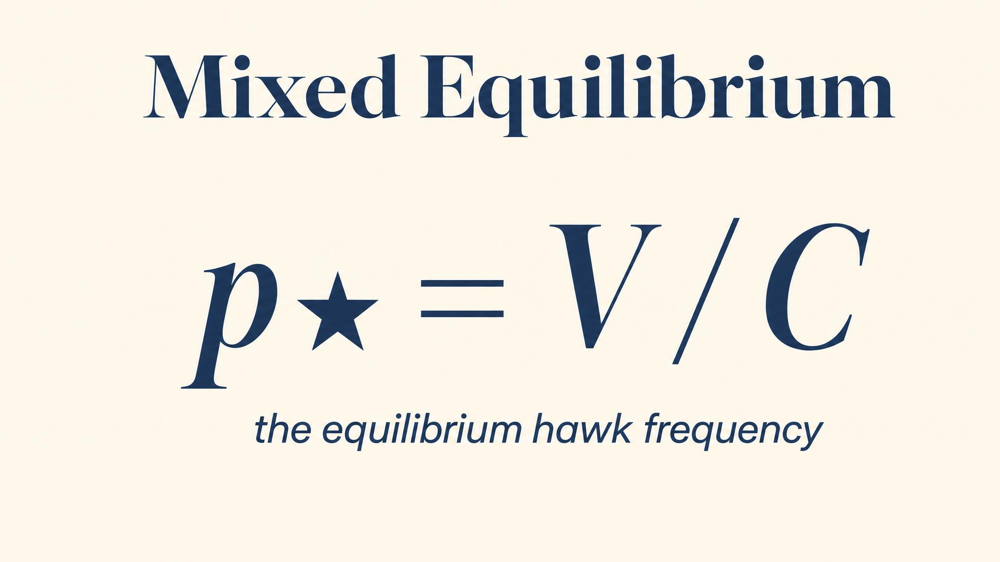 Mixed Equilibrium
p★ = V / C
the equilibrium hawk frequency